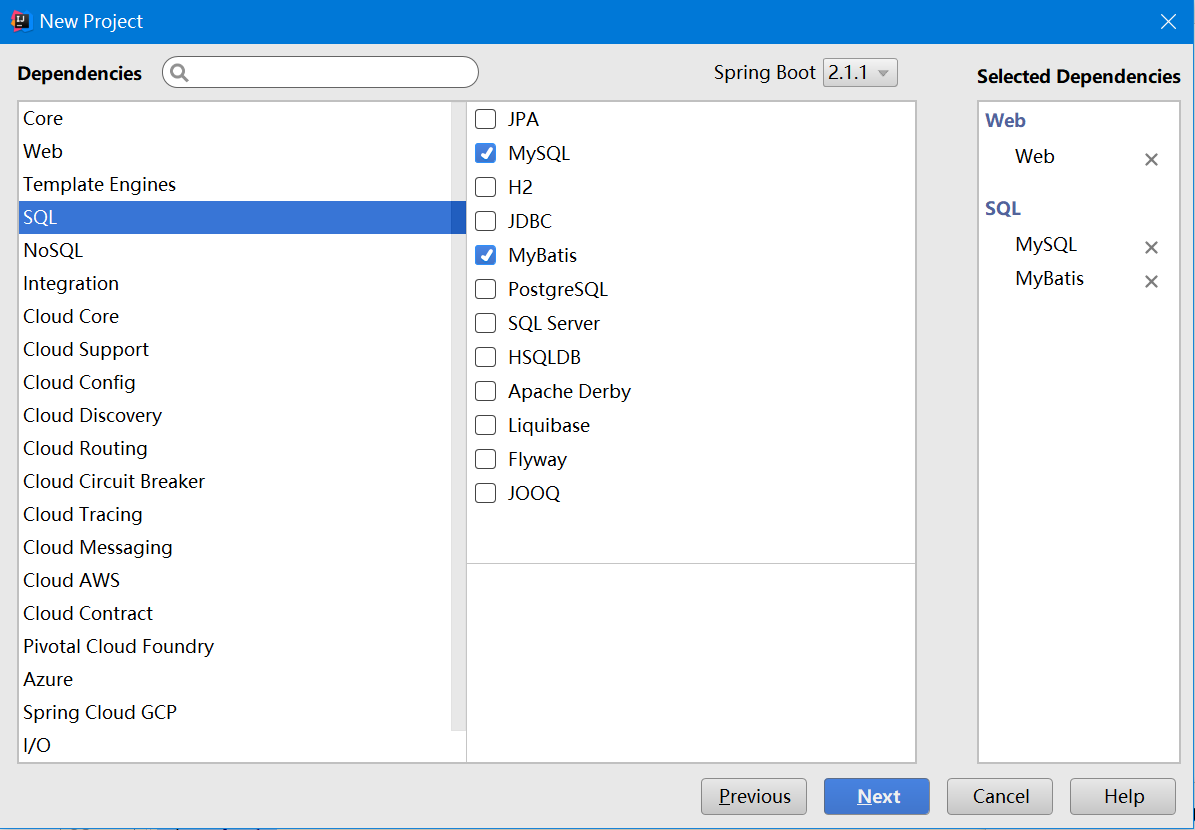 New Project
Dependencies
Spring Boot 2.1.1
Selected Dependencies
Core
Web
Template Engines
SQL
NoSQL
Integration
Cloud Core
Cloud Support
Cloud Config
Cloud Discovery
Cloud Routing
Cloud Circuit Breaker
Cloud Tracing
Cloud Messaging
Cloud AWS
Cloud Contract
Pivotal Cloud Foundry
Azure
Spring Cloud GCP
I/O
JPA
MySQL
H2
JDBC
MyBatis
PostgreSQL
SQL Server
HSQLDB
Apache Derby
Liquibase
Flyway
JOOQ
Web
Web
SQL
MySQL
MyBatis
Previous
Next
Cancel
Help